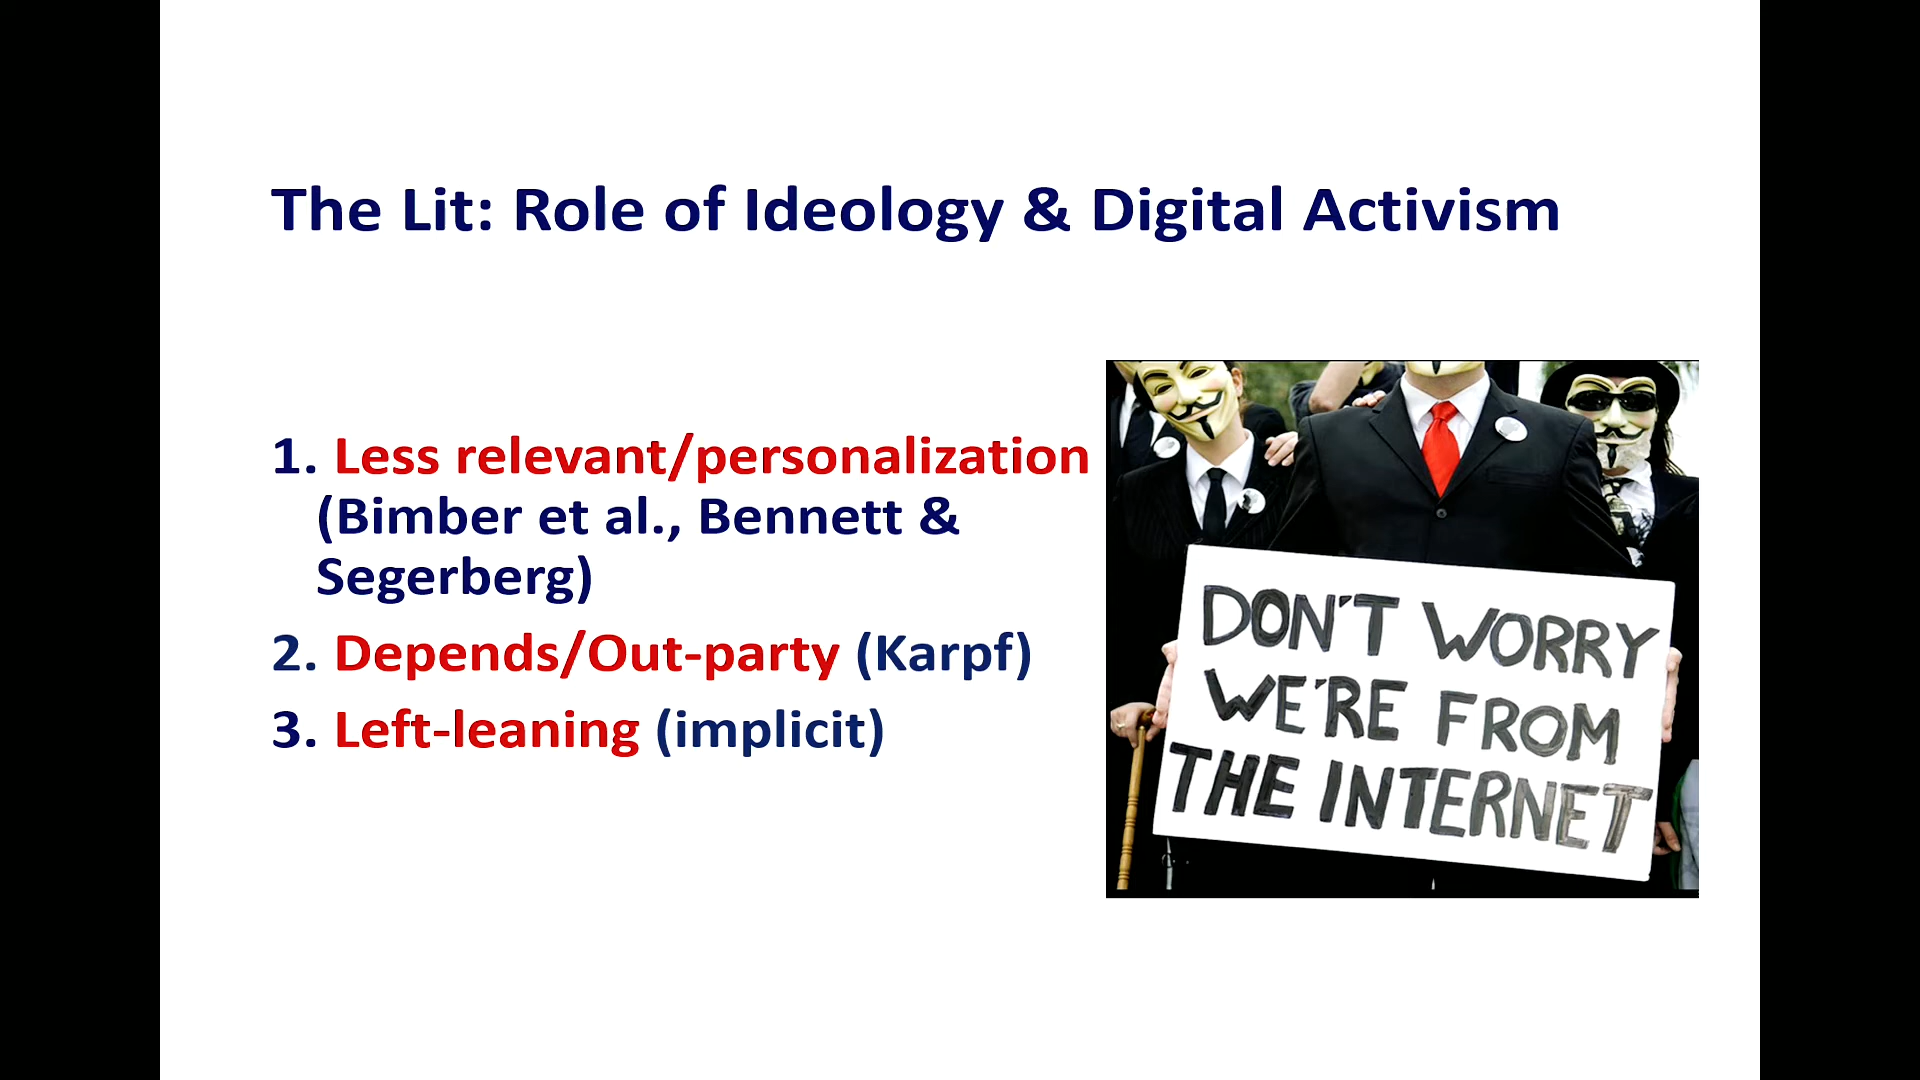 The Lit: Role of Ideology & Digital Activism
1. Less relevant/personalization
(Bimber et al., Bennett &
Segerberg)
2. Depends/Out-party (Karpf)
3. Left-leaning (implicit)
DON'T WORRY
WE'RE FROM
THE INTERNET